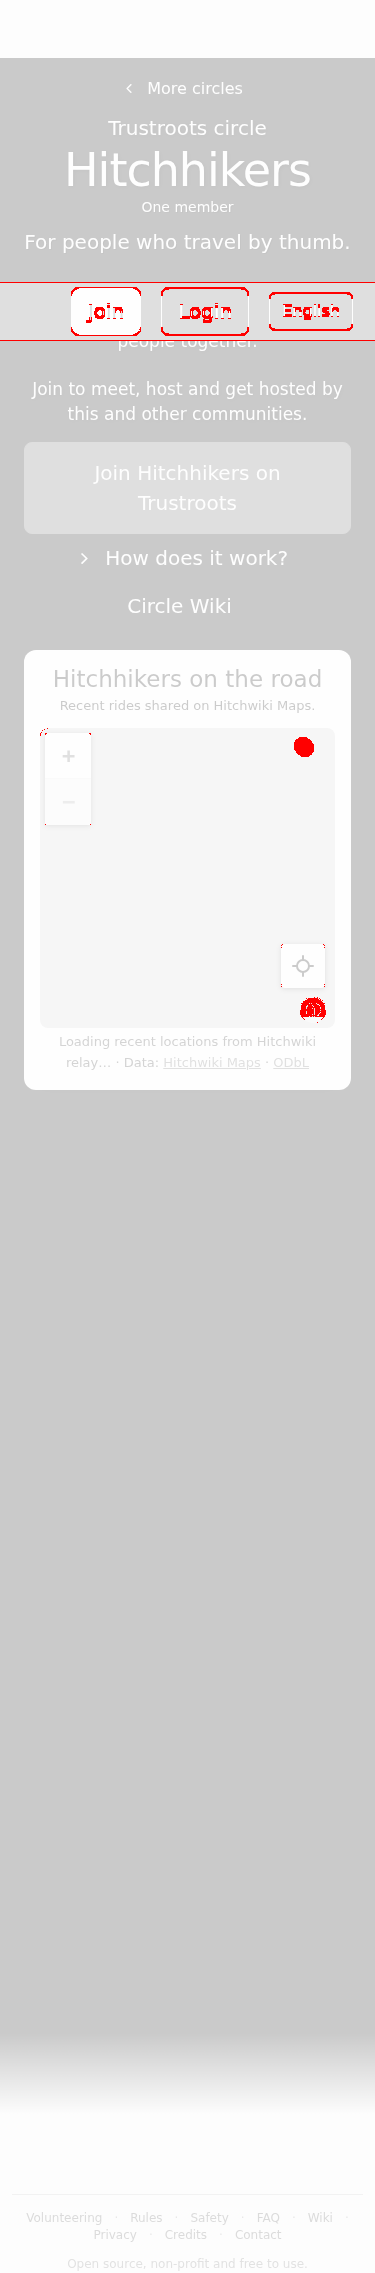 More circles
Trustroots circle
Hitchhikers
One member
For people who travel by thumb.
Join Login English
people together.
Join to meet, host and get hosted by
this and other communities.
Join Hitchhikers on
Trustroots
How does it work?
Circle Wiki
Hitchhikers on the road
Recent rides shared on Hitchwiki Maps.
+
−
Loading recent locations from Hitchwiki
relay… · Data: Hitchwiki Maps · ODbL
Volunteering · Rules · Safety · FAQ · Wiki ·
Privacy · Credits · Contact
Open source, non-profit and free to use.